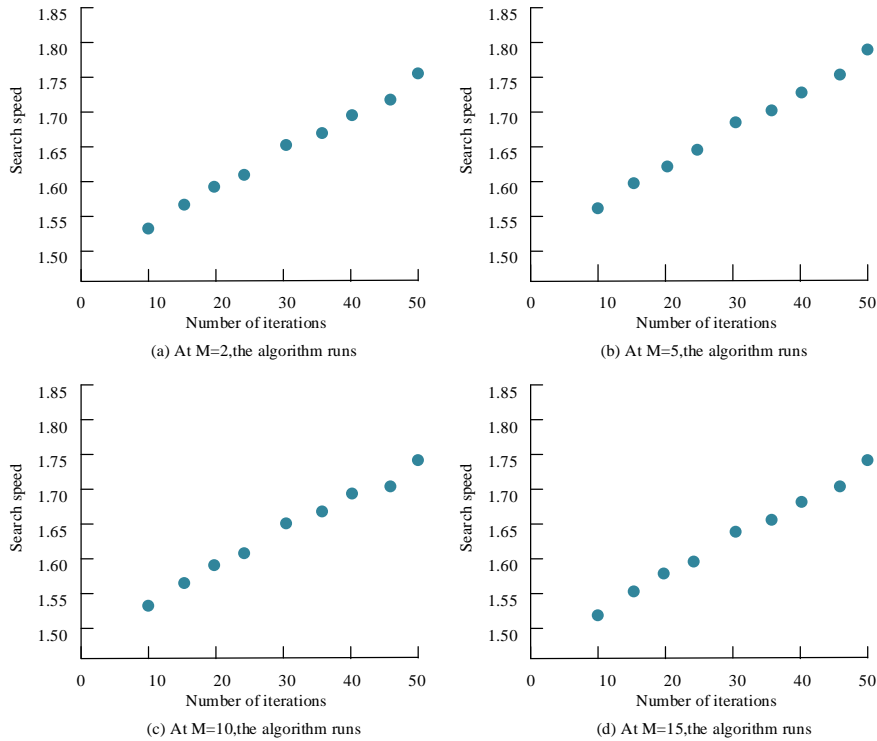 1.85
1.80
1.75
1.70
1.65
1.60
1.55
1.50
Search speed
0 10 20 30 40 50
Number of iterations
(a) At M=2,the algorithm runs
1.85
1.80
1.75
1.70
1.65
1.60
1.55
1.50
Search speed
0 10 20 30 40 50
Number of iterations
(b) At M=5,the algorithm runs
1.85
1.80
1.75
1.70
1.65
1.60
1.55
1.50
Search speed
0 10 20 30 40 50
Number of iterations
(c) At M=10,the algorithm runs
1.85
1.80
1.75
1.70
1.65
1.60
1.55
1.50
Search speed
0 10 20 30 40 50
Number of iterations
(d) At M=15,the algorithm runs